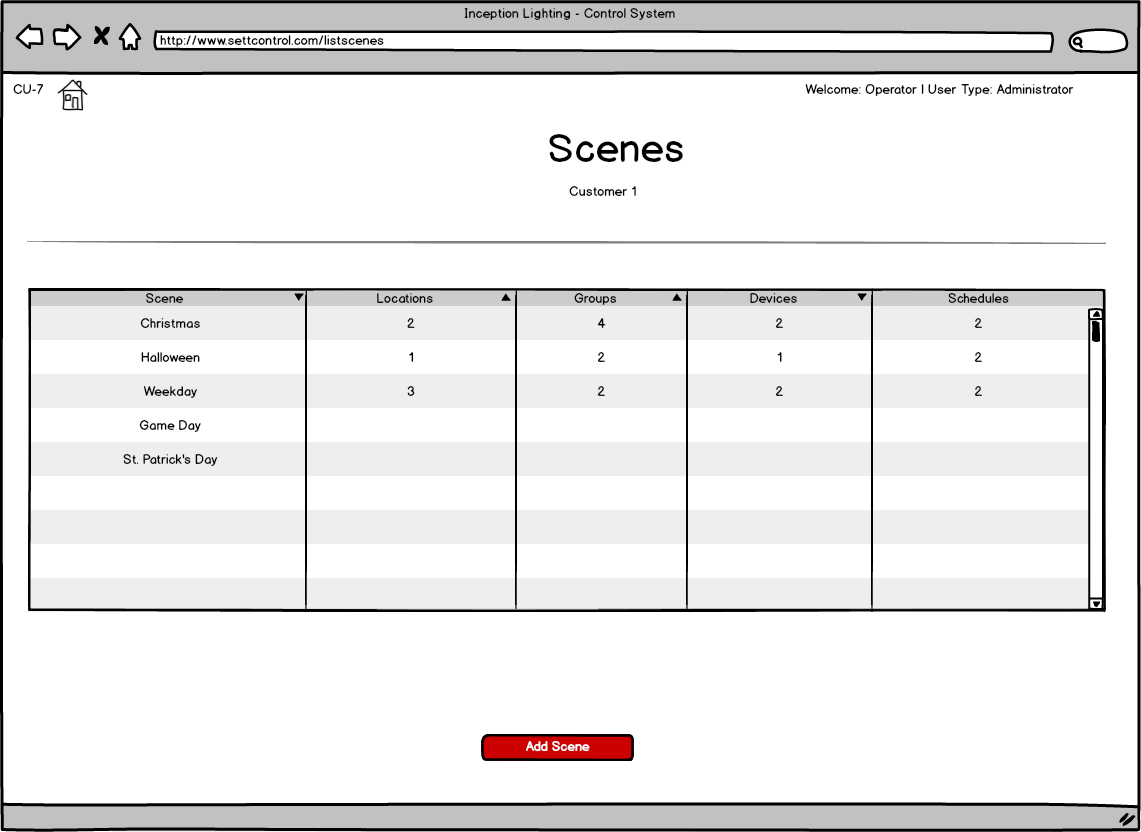 Inception Lighting - Control System
http://www.settcontrol.com/listscenes
CU-7
Welcome: Operator | User Type: Administrator
Scenes
Customer 1
Scene Locations Groups Devices Schedules
Christmas 2 4 2 2
Halloween 1 2 1 2
Weekday 3 2 2 2
Game Day
St. Patrick's Day
Add Scene